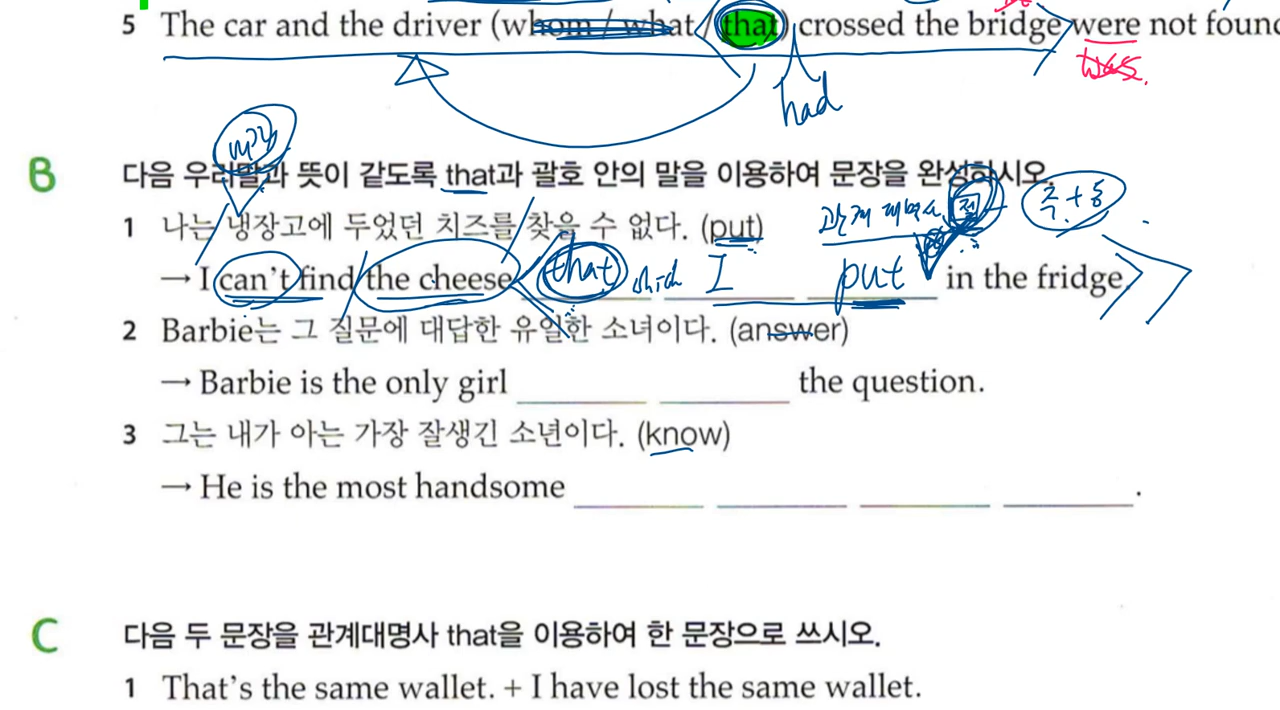 5 The car and the driver (whom / what / that) crossed the bridge were not found
was.
had
B 다음 우리말과 뜻이 같도록 that과 괄호 안의 말을 이용하여 문장을 완성하시오.
1 나는 냉장고에 두었던 치즈를 찾을 수 없다. (put)
관계대명사 절 주+동
→ I can't find the cheese that which I put in the fridge.
2 Barbie는 그 질문에 대답한 유일한 소녀이다. (answer)
→ Barbie is the only girl the question.
3 그는 내가 아는 가장 잘생긴 소년이다. (know)
→ He is the most handsome .
C 다음 두 문장을 관계대명사 that을 이용하여 한 문장으로 쓰시오.
1 That's the same wallet. + I have lost the same wallet.